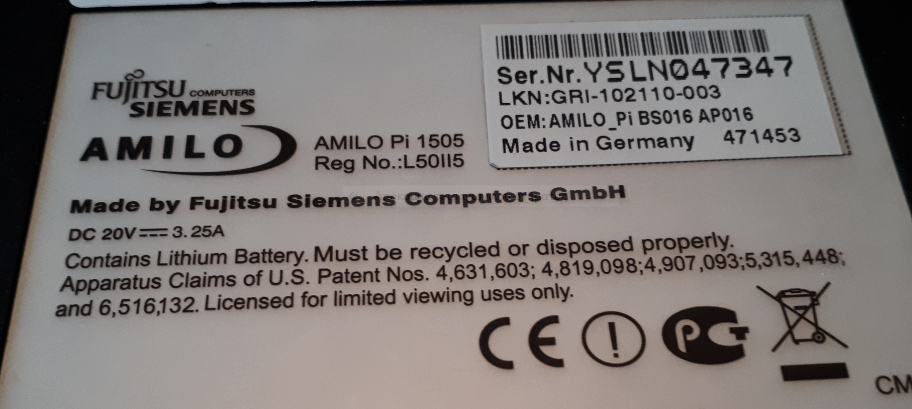 FUJITSU COMPUTERS
SIEMENS
AMILO
AMILO Pi 1505
Reg No.:L50II5
Ser.Nr.YSLN047347
LKN:GRI-102110-003
OEM:AMILO_Pi BS016 AP016
Made in Germany 471453
Made by Fujitsu Siemens Computers GmbH
DC 20V⎓3.25A
Contains Lithium Battery. Must be recycled or disposed properly.
Apparatus Claims of U.S. Patent Nos. 4,631,603; 4,819,098;4,907,093;5,315,448;
and 6,516,132. Licensed for limited viewing uses only.
CE ! PCT
CM